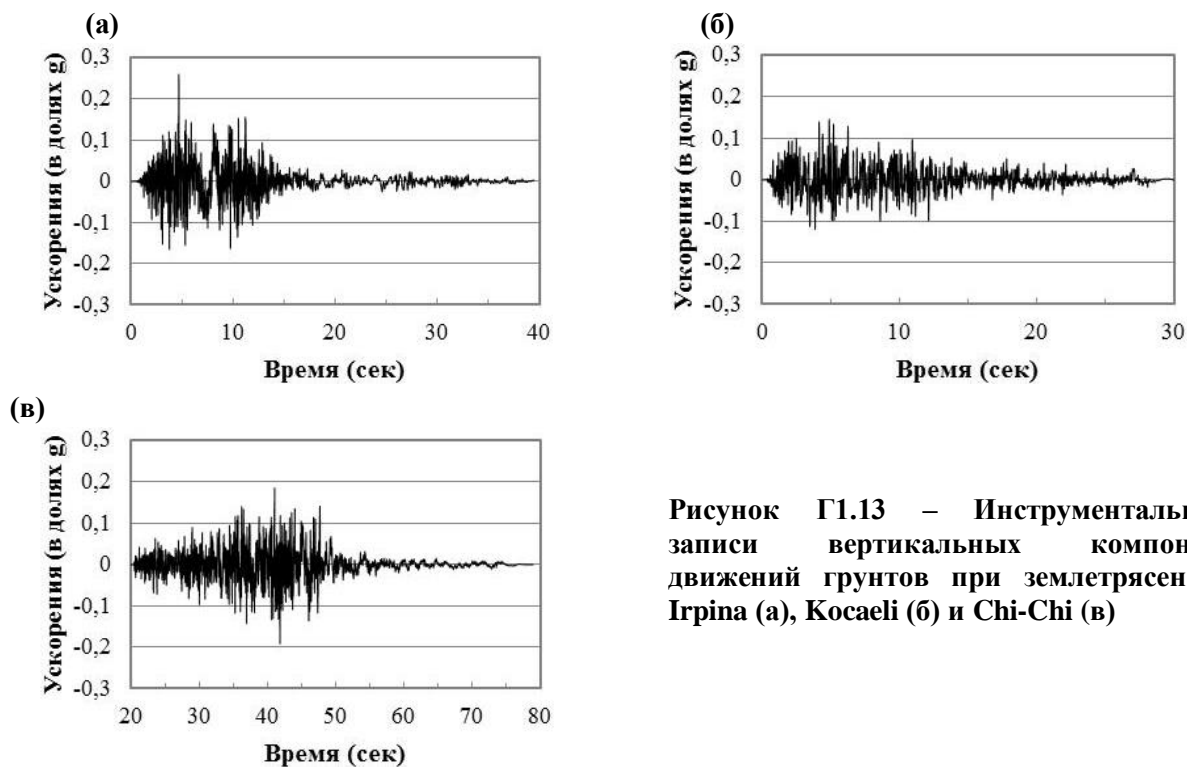 (а)
0,3
0,2
0,1
0
-0,1
-0,2
-0,3
Ускорения (в долях g)
0 10 20 30 40
Время (сек)
(б)
0,3
0,2
0,1
0
-0,1
-0,2
-0,3
Ускорения (в долях g)
0 10 20 30
Время (сек)
(в)
0,3
0,2
0,1
0
-0,1
-0,2
-0,3
Ускорения (в долях g)
20 30 40 50 60 70 80
Время (сек)
Рисунок Г1.13 –
записи вертикальных
движений грунтов при
Irpina (а), Kocaeli (б) и Chi-Chi (в)